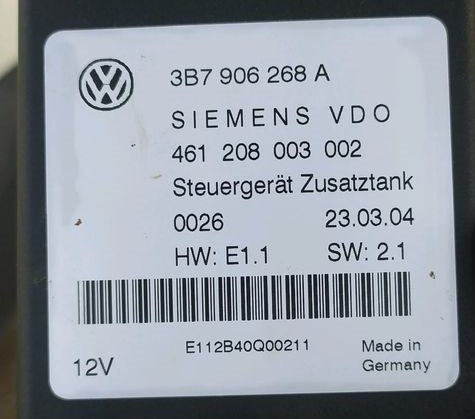 3B7 906 268 A
SIEMENS VDO
461 208 003 002
Steuergerät Zusatztank
0026 23.03.04
HW: E1.1 SW: 2.1
E112B40Q00211
Made in
12V Germany